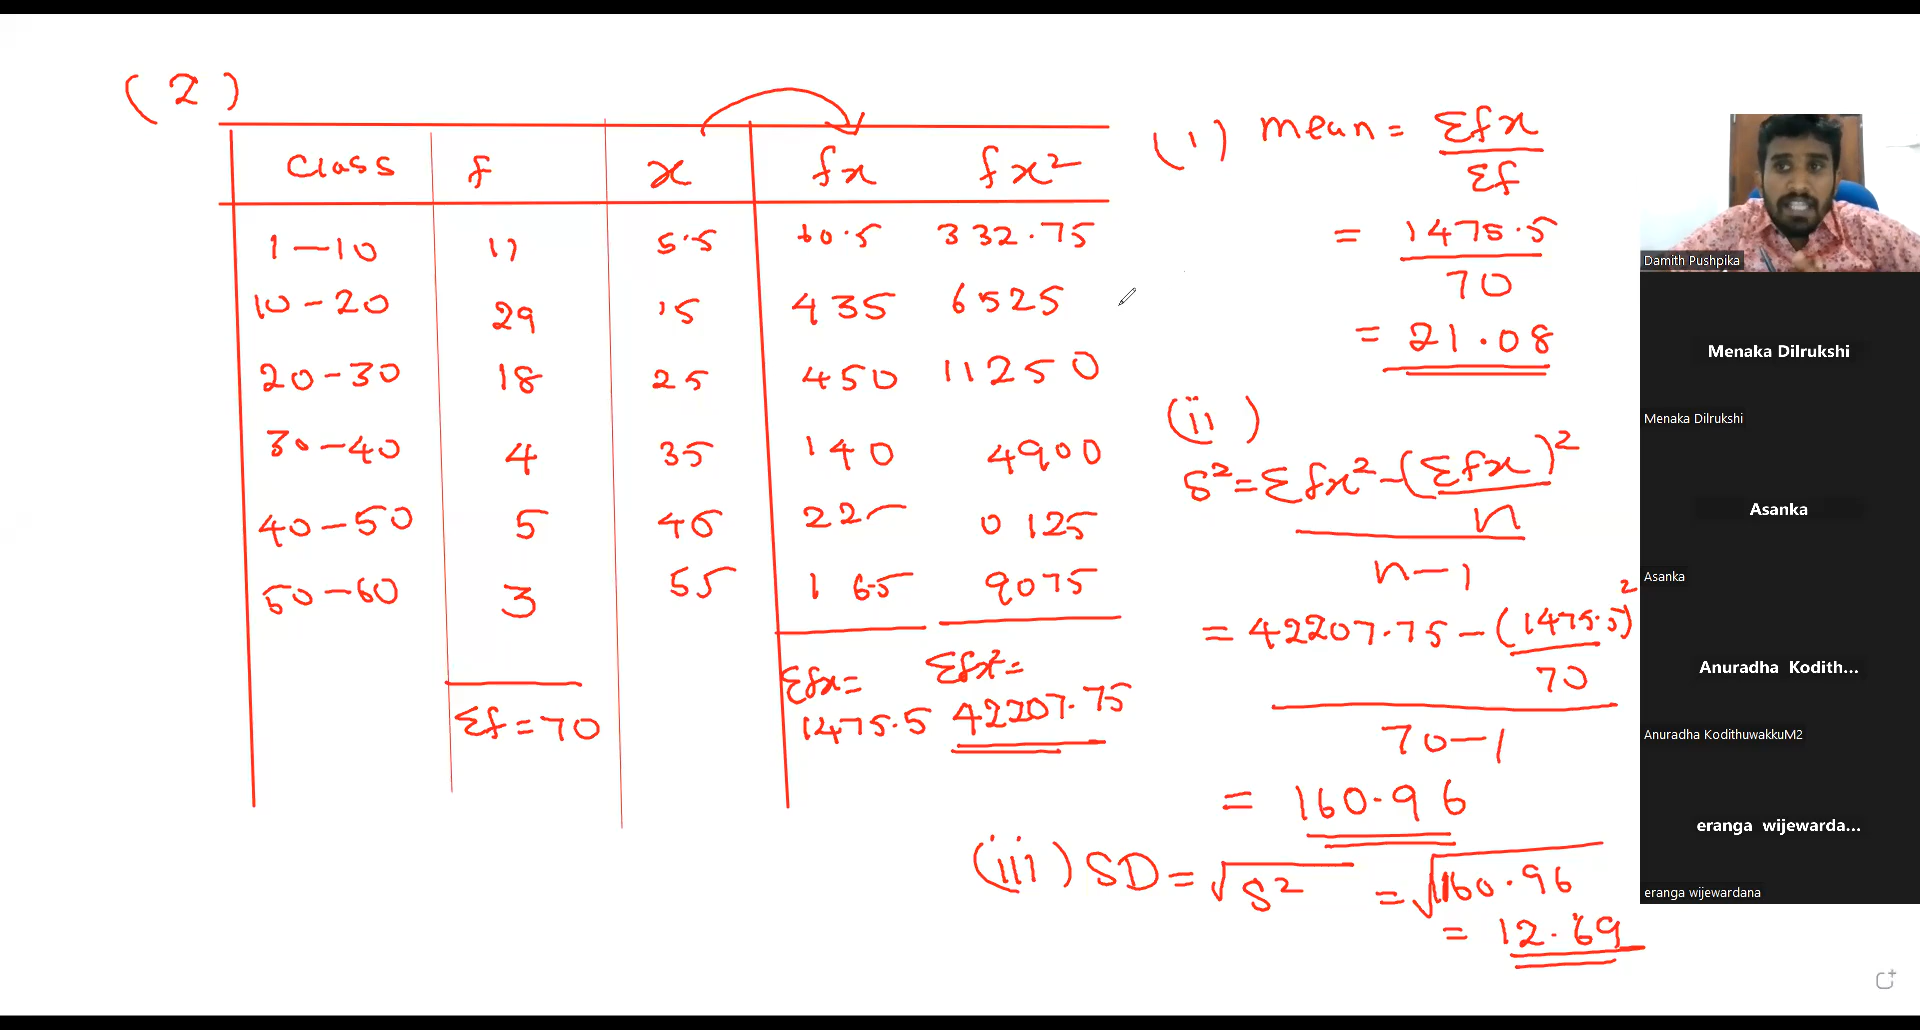 (2)
Class f x fx fx²
1-10 11 5.5 60.5 332.75
10-20 29 15 435 6525
20-30 18 25 450 11250
30-40 4 35 140 4900
40-50 5 45 225 0125
50-60 3 55 165 9075
Σf=70
Σfx=
1475.5
Σfx²=
42207.75
(i) mean = Σfx
Σf
= 1475.5
70
= 21.08
(ii)
s² = Σfx² - (Σfx)²
n
n-1
= 42207.75 - (1475.5)²
70
70-1
= 160.96
(iii) SD = √s² = √160.96
= 12.69
Damith Pushpika
Menaka Dilrukshi
Menaka Dilrukshi
Asanka
Asanka
Anuradha Kodith...
Anuradha KodithuwakkuM2
eranga wijewarda...
eranga wijewardana